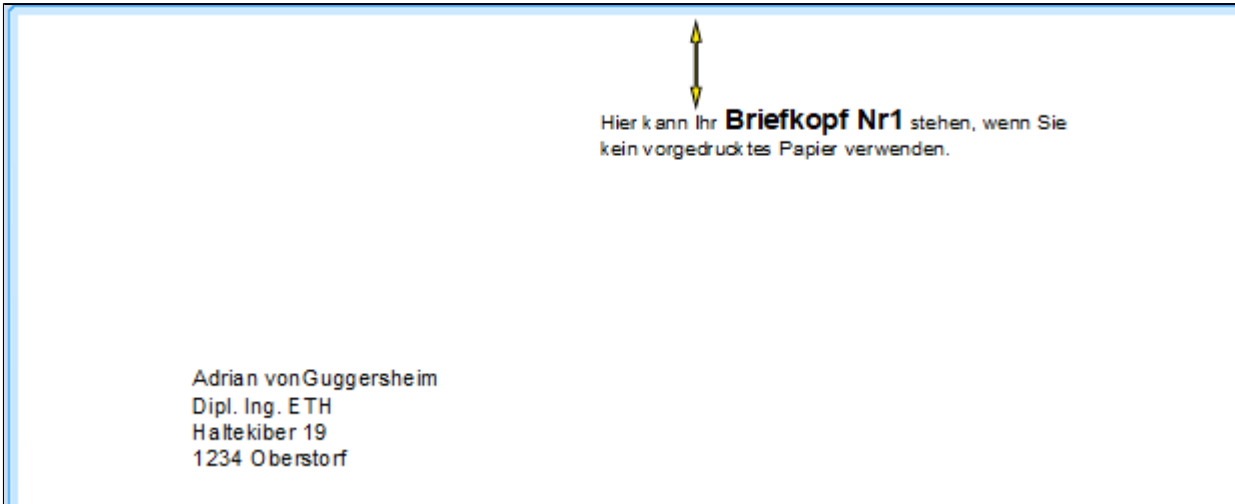 Hier kann Ihr Briefkopf Nr1 stehen, wenn Sie
kein vorgedrucktes Papier verwenden.
Adrian von Guggersheim
Dipl. Ing. ETH
Haltekiber 19
1234 Oberstorf